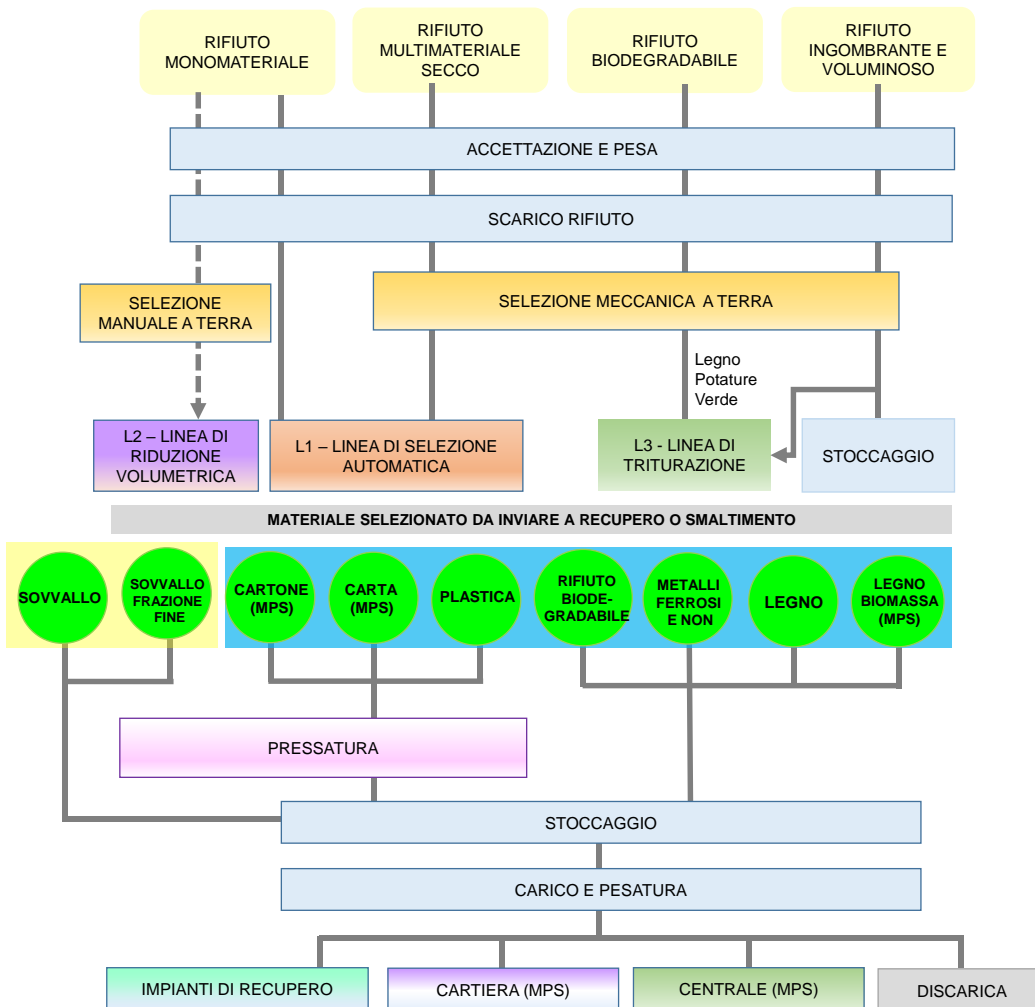 RIFIUTO
MONOMATERIALE
RIFIUTO
MULTIMATERIALE
SECCO
RIFIUTO
BIODEGRADABILE
RIFIUTO
INGOMBRANTE E
VOLUMINOSO
ACCETTAZIONE E PESA
SCARICO RIFIUTO
SELEZIONE
MANUALE A TERRA
SELEZIONE MECCANICA A TERRA
Legno
Potature
Verde
L2 – LINEA DI
RIDUZIONE
VOLUMETRICA
L1 – LINEA DI SELEZIONE
AUTOMATICA
L3 - LINEA DI
TRITURAZIONE
STOCCAGGIO
MATERIALE SELEZIONATO DA INVIARE A RECUPERO O SMALTIMENTO
SOVVALLO
SOVVALLO
FRAZIONE
FINE
CARTONE
(MPS)
CARTA
(MPS)
PLASTICA
RIFIUTO
BIODE-
GRADABILE
METALLI
FERROSI
E NON
LEGNO
LEGNO
BIOMASSA
(MPS)
PRESSATURA
STOCCAGGIO
CARICO E PESATURA
IMPIANTI DI RECUPERO
CARTIERA (MPS)
CENTRALE (MPS)
DISCARICA